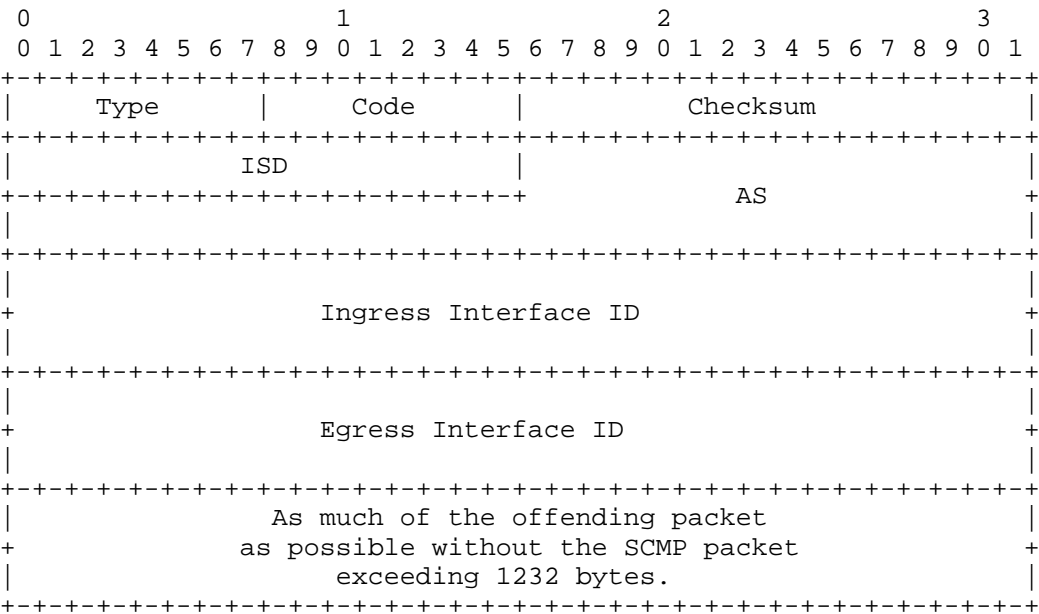 0                   1                   2                   3
 0 1 2 3 4 5 6 7 8 9 0 1 2 3 4 5 6 7 8 9 0 1 2 3 4 5 6 7 8 9 0 1
+-+-+-+-+-+-+-+-+-+-+-+-+-+-+-+-+-+-+-+-+-+-+-+-+-+-+-+-+-+-+-+-+
|     Type      |     Code      |          Checksum             |
+-+-+-+-+-+-+-+-+-+-+-+-+-+-+-+-+-+-+-+-+-+-+-+-+-+-+-+-+-+-+-+-+
|              ISD              |                               |
+-+-+-+-+-+-+-+-+-+-+-+-+-+-+-+-+             AS                +
|                                                               |
+-+-+-+-+-+-+-+-+-+-+-+-+-+-+-+-+-+-+-+-+-+-+-+-+-+-+-+-+-+-+-+-+
|                                                               |
+                   Ingress Interface ID                        +
|                                                               |
+-+-+-+-+-+-+-+-+-+-+-+-+-+-+-+-+-+-+-+-+-+-+-+-+-+-+-+-+-+-+-+-+
|                                                               |
+                   Egress Interface ID                         +
|                                                               |
+-+-+-+-+-+-+-+-+-+-+-+-+-+-+-+-+-+-+-+-+-+-+-+-+-+-+-+-+-+-+-+-+
|                As much of the offending packet                |
+              as possible without the SCMP packet              +
|                    exceeding 1232 bytes.                      |
+-+-+-+-+-+-+-+-+-+-+-+-+-+-+-+-+-+-+-+-+-+-+-+-+-+-+-+-+-+-+-+-+